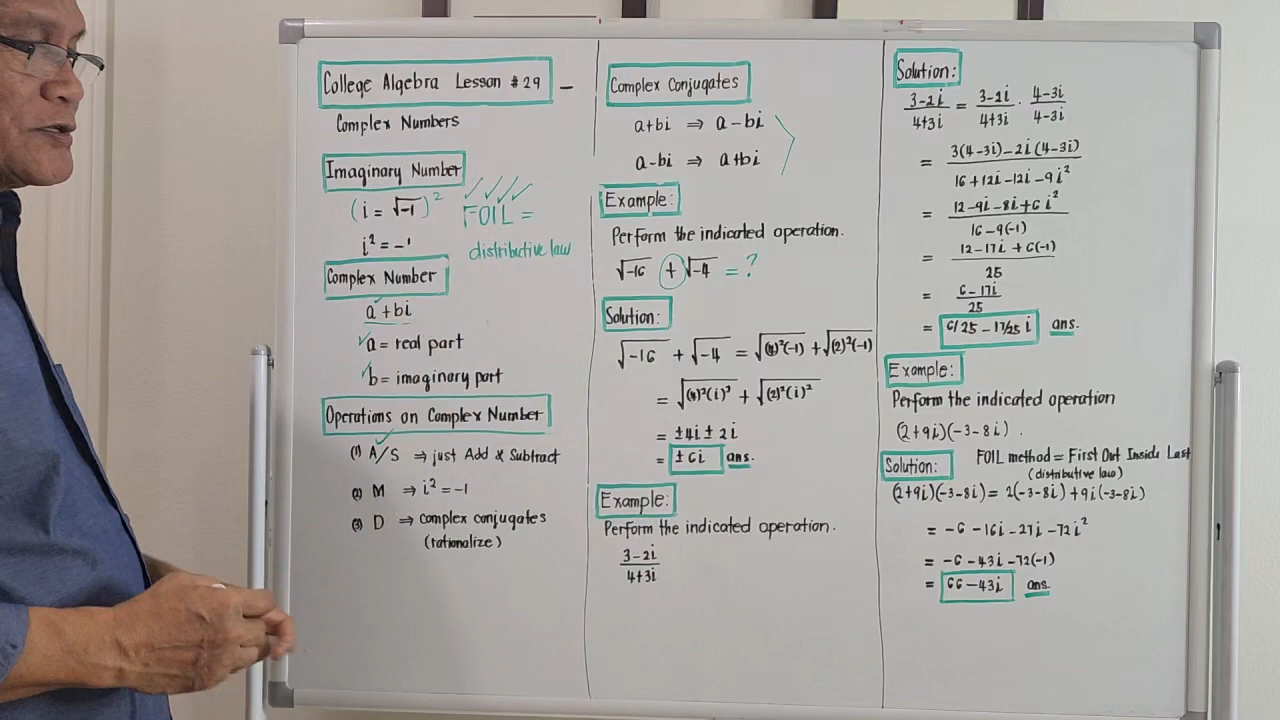 College Algebra Lesson # 29 –
Complex Numbers
Imaginary Number
(i = √-1)²
i² = -1
FOIL =
distributive law
Complex Number
a + bi
a = real part
b = imaginary part
Operations on Complex Number
(1) A/S ⇒ just Add & Subtract
(2) M ⇒ i² = -1
(3) D ⇒ complex conjugates
(rationalize)
Complex Conjugates
a+bi ⇒ a-bi
a-bi ⇒ a+bi
Example:
Perform the indicated operation.
√-16 + √-4 = ?
Solution:
√-16 + √-4 = √(4)²(-1) + √(2)²(-1)
= √(4)²(i)² + √(2)²(i)²
= ±4i ± 2i
= ±6i ans.
Example:
Perform the indicated operation.
3-2i
4+3i
Solution:
3-2i / 4+3i = 3-2i / 4+3i · 4-3i / 4-3i
= 3(4-3i)-2i(4-3i) / 16+12i-12i-9i²
= 12-9i-8i+6i² / 16-9(-1)
= 12-17i+6(-1) / 25
= 6-17i / 25
= 6/25 - 17/25 i ans.
Example:
Perform the indicated operation
(2+9i)(-3-8i).
Solution: FOIL method = First Out Inside Last
(distributive law)
(2+9i)(-3-8i) = 2(-3-8i)+9i(-3-8i)
= -6-16i-27i-72i²
= -6-43i-72(-1)
= 66-43i ans.